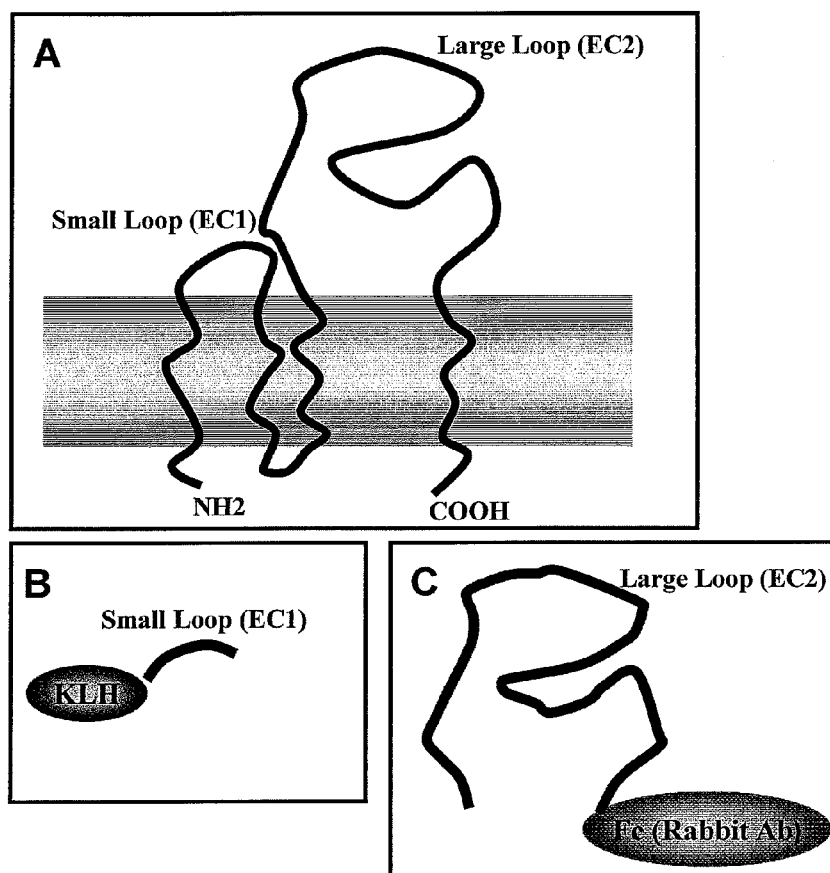 A
Large Loop (EC2)
Small Loop (EC1)
NH2
COOH
B
Small Loop (EC1)
KLH
C
Large Loop (EC2)
Fc (Rabbit Ab)